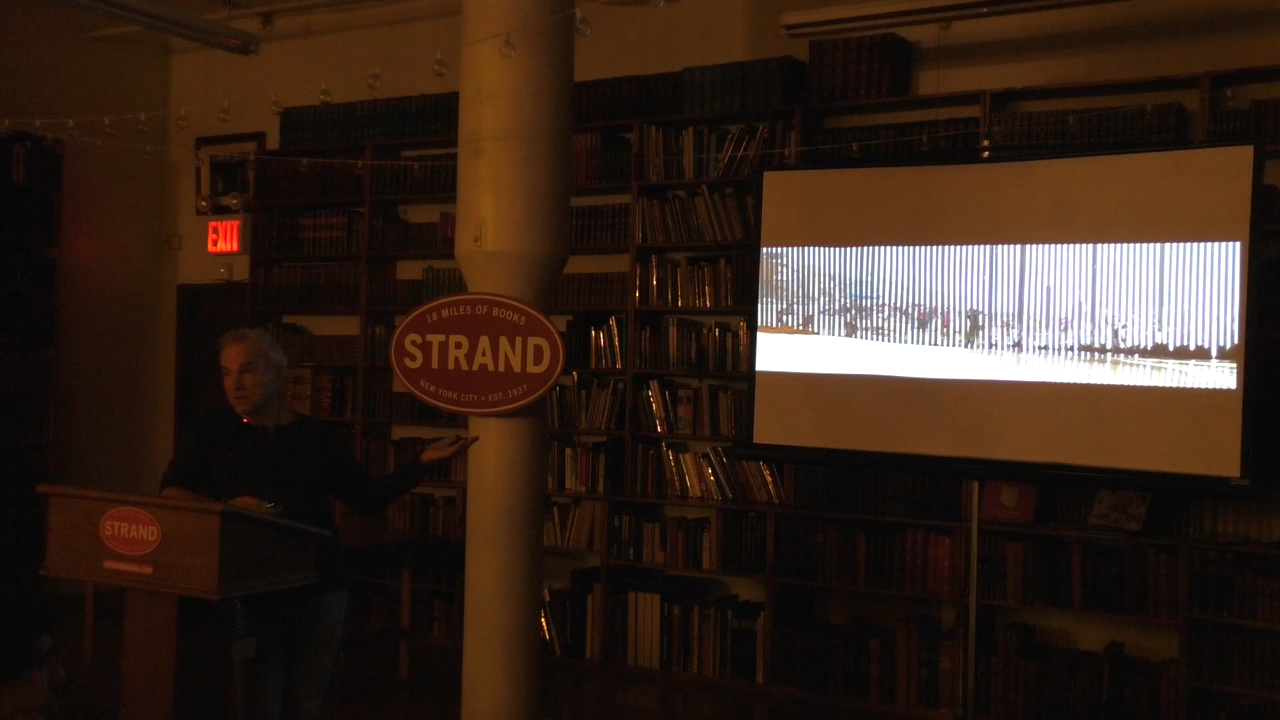 EXIT
18 MILES OF BOOKS
STRAND
NEW YORK CITY • EST. 1927
STRAND